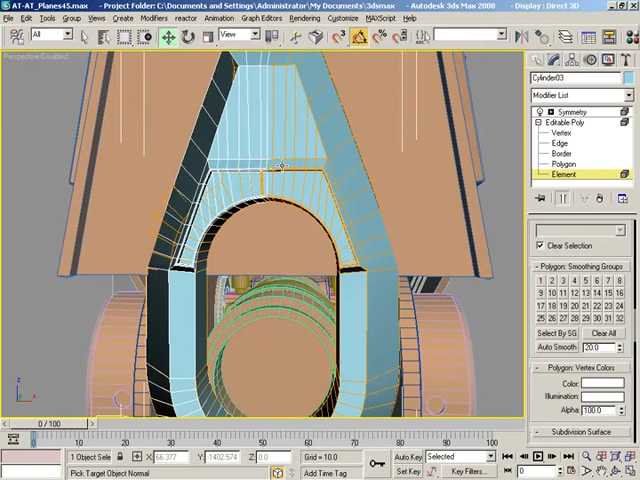 AT-AT_Planes45.max - Project Folder: C:\Documents and Settings\Administrator\My Documents\3dsmax - Autodesk 3ds Max 2008 - Display : Direct 3D
File Edit Tools Group Views Create Modifiers reactor Animation Graph Editors Rendering Customize MAXScript Help
All View
Perspective/Disabled
Cylinder03
Modifier List
Symmetry
Editable Poly
Vertex
Edge
Border
Polygon
Element
Clear Selection
Polygon: Smoothing Groups
1 2 3 4 5 6 7 8
9 10 11 12 13 14 15 16
17 18 19 20 21 22 23 24
25 26 27 28 29 30 31 32
Select By SG Clear All
Auto Smooth 20.0
Polygon: Vertex Colors
Color:
Illumination:
Alpha: 100.0
Subdivision Surface
0 / 100
0 10 20 30 40 50 60 70 80 90 100
1 Object Sele X 66.377 Y -1402.574 Z 0.0 Grid = 10.0 Auto Key Selected
Pick Target Object Normal Add Time Tag Set Key Key Filters... 0